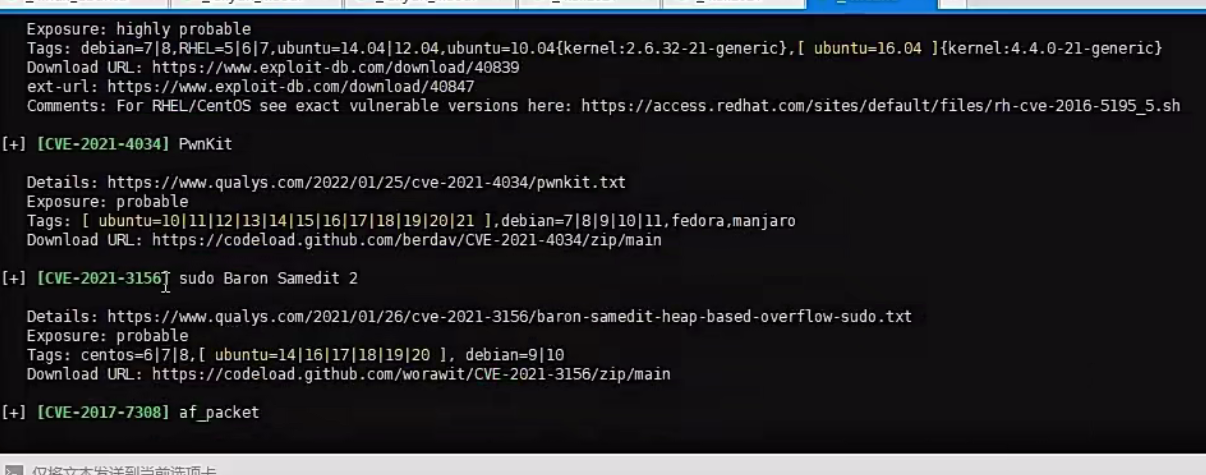 Exposure: highly probable
Tags: debian=7|8,RHEL=5|6|7,ubuntu=14.04|12.04,ubuntu=10.04{kernel:2.6.32-21-generic},[ ubuntu=16.04 ]{kernel:4.4.0-21-generic}
Download URL: https://www.exploit-db.com/download/40839
ext-url: https://www.exploit-db.com/download/40847
Comments: For RHEL/CentOS see exact vulnerable versions here: https://access.redhat.com/sites/default/files/rh-cve-2016-5195_5.sh
[+] [CVE-2021-4034] PwnKit
Details: https://www.qualys.com/2022/01/25/cve-2021-4034/pwnkit.txt
Exposure: probable
Tags: [ ubuntu=10|11|12|13|14|15|16|17|18|19|20|21 ],debian=7|8|9|10|11,fedora,manjaro
Download URL: https://codeload.github.com/berdav/CVE-2021-4034/zip/main
[+] [CVE-2021-3156] sudo Baron Samedit 2
Details: https://www.qualys.com/2021/01/26/cve-2021-3156/baron-samedit-heap-based-overflow-sudo.txt
Exposure: probable
Tags: centos=6|7|8,[ ubuntu=14|16|17|18|19|20 ], debian=9|10
Download URL: https://codeload.github.com/worawit/CVE-2021-3156/zip/main
[+] [CVE-2017-7308] af_packet
仅将文本发送到当前选项卡